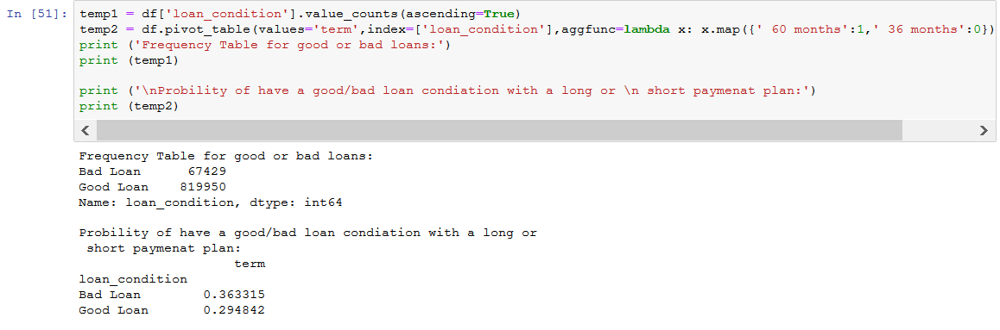 In [51]: temp1 = df['loan_condition'].value_counts(ascending=True)
temp2 = df.pivot_table(values='term',index=['loan_condition'],aggfunc=lambda x: x.map({' 60 months':1,' 36 months':0})
print ('Frequency Table for good or bad loans:')
print (temp1)
print ('\nProbility of have a good/bad loan condiation with a long or \n short paymenat plan:')
print (temp2)
Frequency Table for good or bad loans:
Bad Loan      67429
Good Loan    819950
Name: loan_condition, dtype: int64
Probility of have a good/bad loan condiation with a long or
 short paymenat plan:
term
loan_condition
Bad Loan        0.363315
Good Loan       0.294842